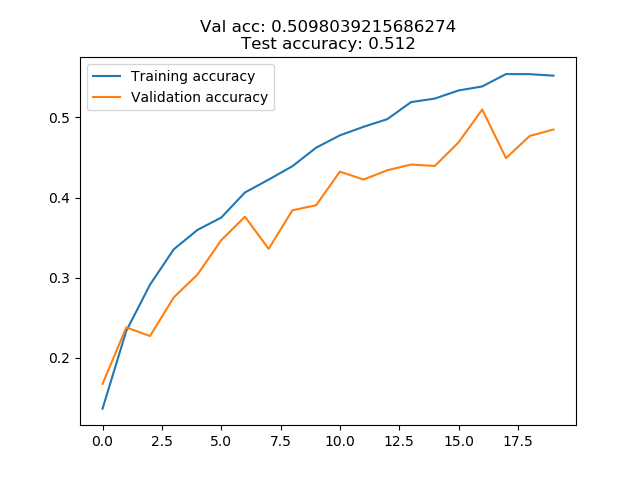 Val acc: 0.5098039215686274
Test accuracy: 0.512
Training accuracy
Validation accuracy
0.5
0.4
0.3
0.2
0.0 2.5 5.0 7.5 10.0 12.5 15.0 17.5